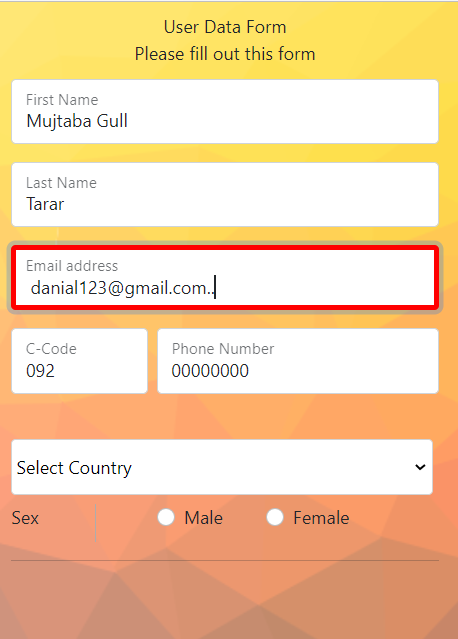 User Data Form
Please fill out this form
First Name
Mujtaba Gull
Last Name
Tarar
Email address
danial123@gmail.com..
C-Code
092
Phone Number
00000000
Select Country
Sex Male Female